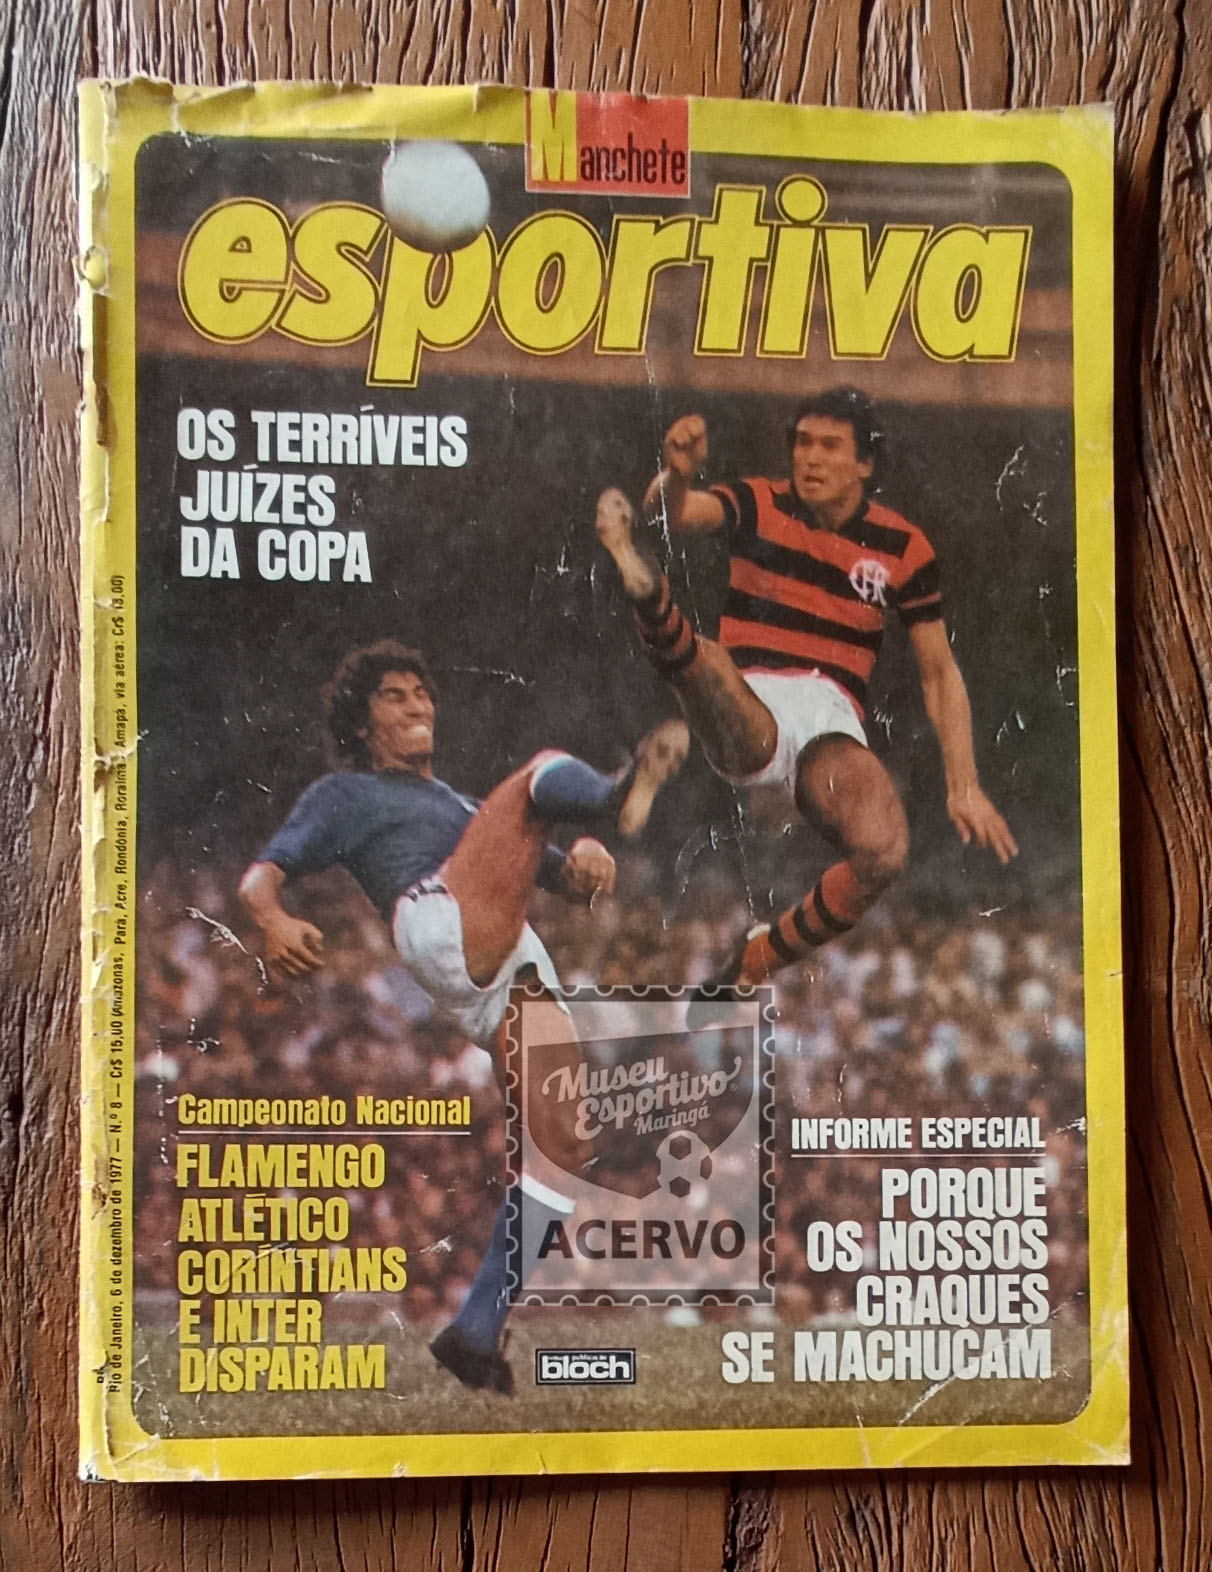 Manchete
esportiva
OS TERRÍVEIS
JUÍZES
DA COPA
Rio de Janeiro, 6 de dezembro de 1977 — N.º 8 — Cr$ 15,00 (Amazonas, Pará, Acre, Rondônia, Roraima, Amapá, via aérea: Cr$ 13,00)
Campeonato Nacional
FLAMENGO
ATLÉTICO
CORÍNTIANS
E INTER
DISPARAM
Museu
Esportivo
Maringá
ACERVO
INFORME ESPECIAL
PORQUE
OS NOSSOS
CRAQUES
SE MACHUCAM
bloch